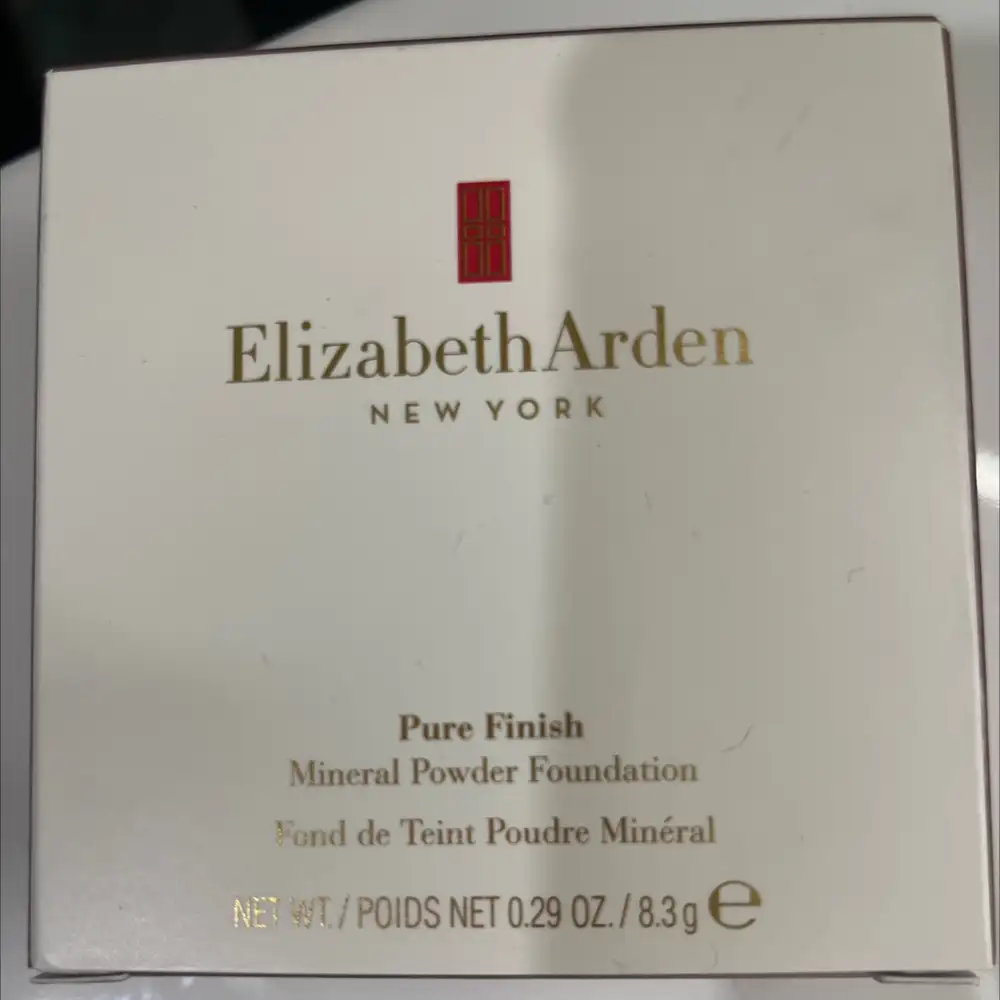 Elizabeth Arden
NEW YORK
Pure Finish
Mineral Powder Foundation
Fond de Teint Poudre Minéral
NET WT. / POIDS NET 0.29 OZ. / 8.3 g ℮